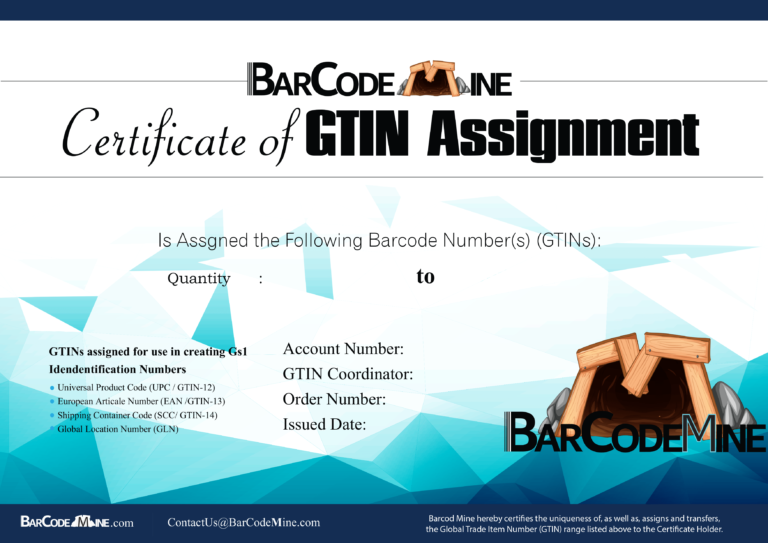 BARCODE MINE
Certificate of GTIN Assignment
Is Assgned the Following Barcode Number(s) (GTINs):
Quantity : to
GTINs assigned for use in creating Gs1
Idendentification Numbers
Universal Product Code (UPC / GTIN-12)
European Articale Number (EAN /GTIN-13)
Shipping Container Code (SCC/ GTIN-14)
Global Location Number (GLN)
Account Number:
GTIN Coordinator:
Order Number:
Issued Date:
BARCODEMINE
BARCODE MINE.com
ContactUs@BarCodeMine.com
Barcod Mine hereby certifies the uniqueness of, as well as, assigns and transfers,
the Global Trade Item Number (GTIN) range listed above to the Certificate Holder.